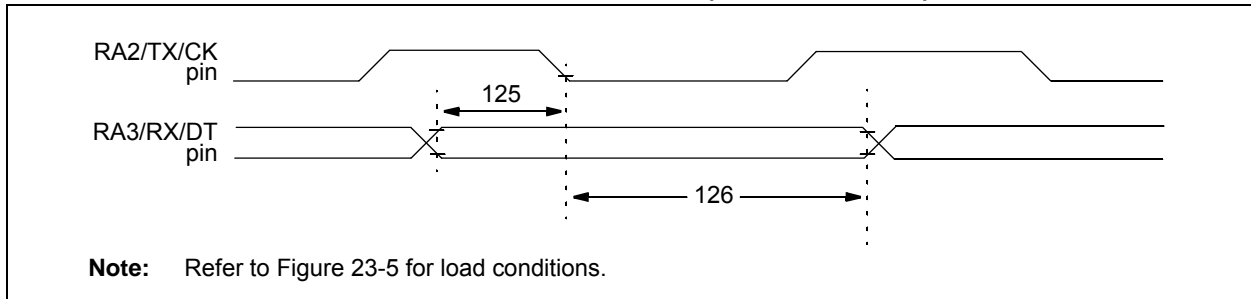 RA2/TX/CK
pin
125
RA3/RX/DT
pin
126
Note: Refer to Figure 23-5 for load conditions.